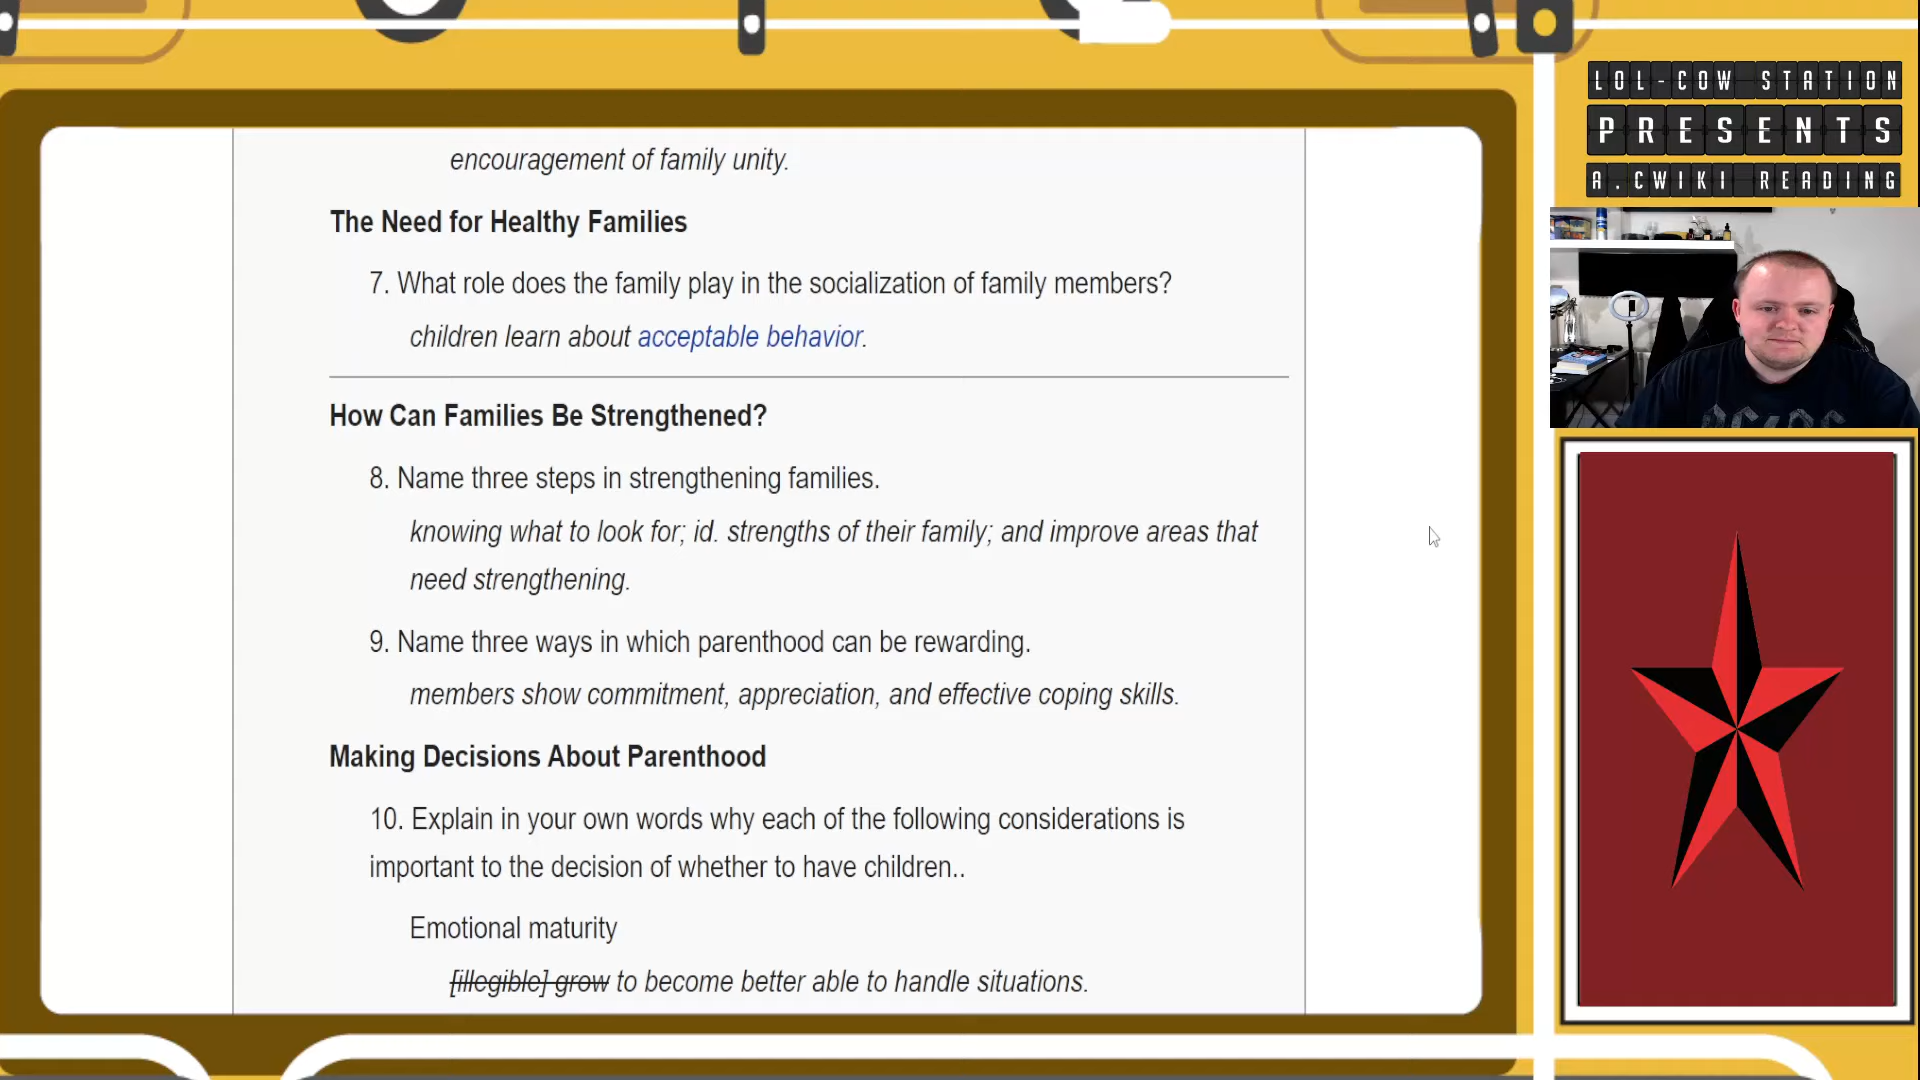 LOL-COW STATION
PRESENTS
A.CWIKI READING
encouragement of family unity.
The Need for Healthy Families
7. What role does the family play in the socialization of family members?
children learn about acceptable behavior.
How Can Families Be Strengthened?
8. Name three steps in strengthening families.
knowing what to look for; id. strengths of their family; and improve areas that
need strengthening.
9. Name three ways in which parenthood can be rewarding.
members show commitment, appreciation, and effective coping skills.
Making Decisions About Parenthood
10. Explain in your own words why each of the following considerations is
important to the decision of whether to have children..
Emotional maturity
[illegible] grow to become better able to handle situations.